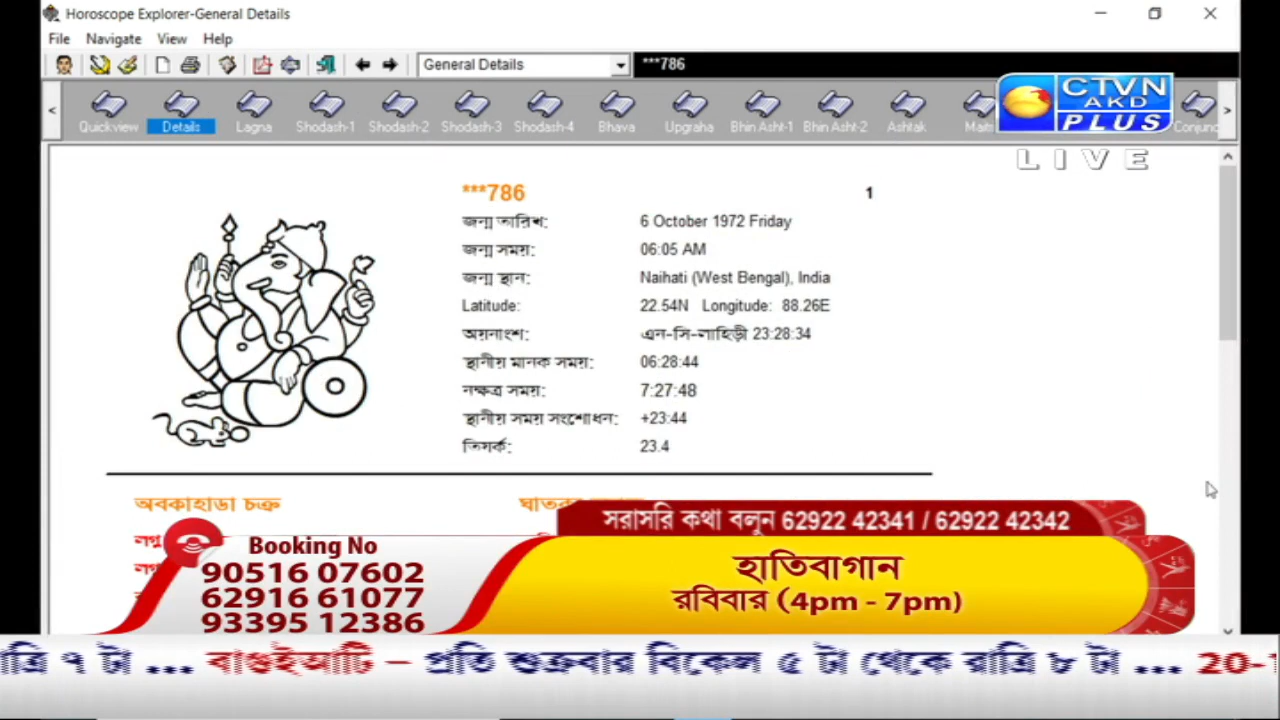 Horoscope Explorer-General Details
File Navigate View Help
General Details ***786
Quickview Details Lagna Shodash-1 Shodash-2 Shodash-3 Shodash-4 Bhava Upgraha Bhin Asht-1 Bhin Asht-2 Ashtak
CTVN
AKD
PLUS
LIVE
***786 1
জন্ম তারিখ: 6 October 1972 Friday
জন্ম সময়: 06:05 AM
জন্ম স্থান: Naihati (West Bengal), India
Latitude: 22.54N Longitude: 88.26E
অয়নাংশ: এন-সি-লাহিড়ী 23:28:34
স্থানীয় মানক সময়: 06:28:44
নক্ষত্র সময়: 7:27:48
স্থানীয় সময় সংশোধন: +23:44
তির্যর্ক: 23.4
অবকাহাডা চক্র
সরাসরি কথা বলুন 62922 42341 / 62922 42342
Booking No
90516 07602
62916 61077
93395 12386
হাতিবাগান
রবিবার (4pm - 7pm)
৭ টা ... বাগুইআটি – প্রতি শুক্রবার বিকেল ৫ টা থেকে রাত্রি ৮ টা ... 20-